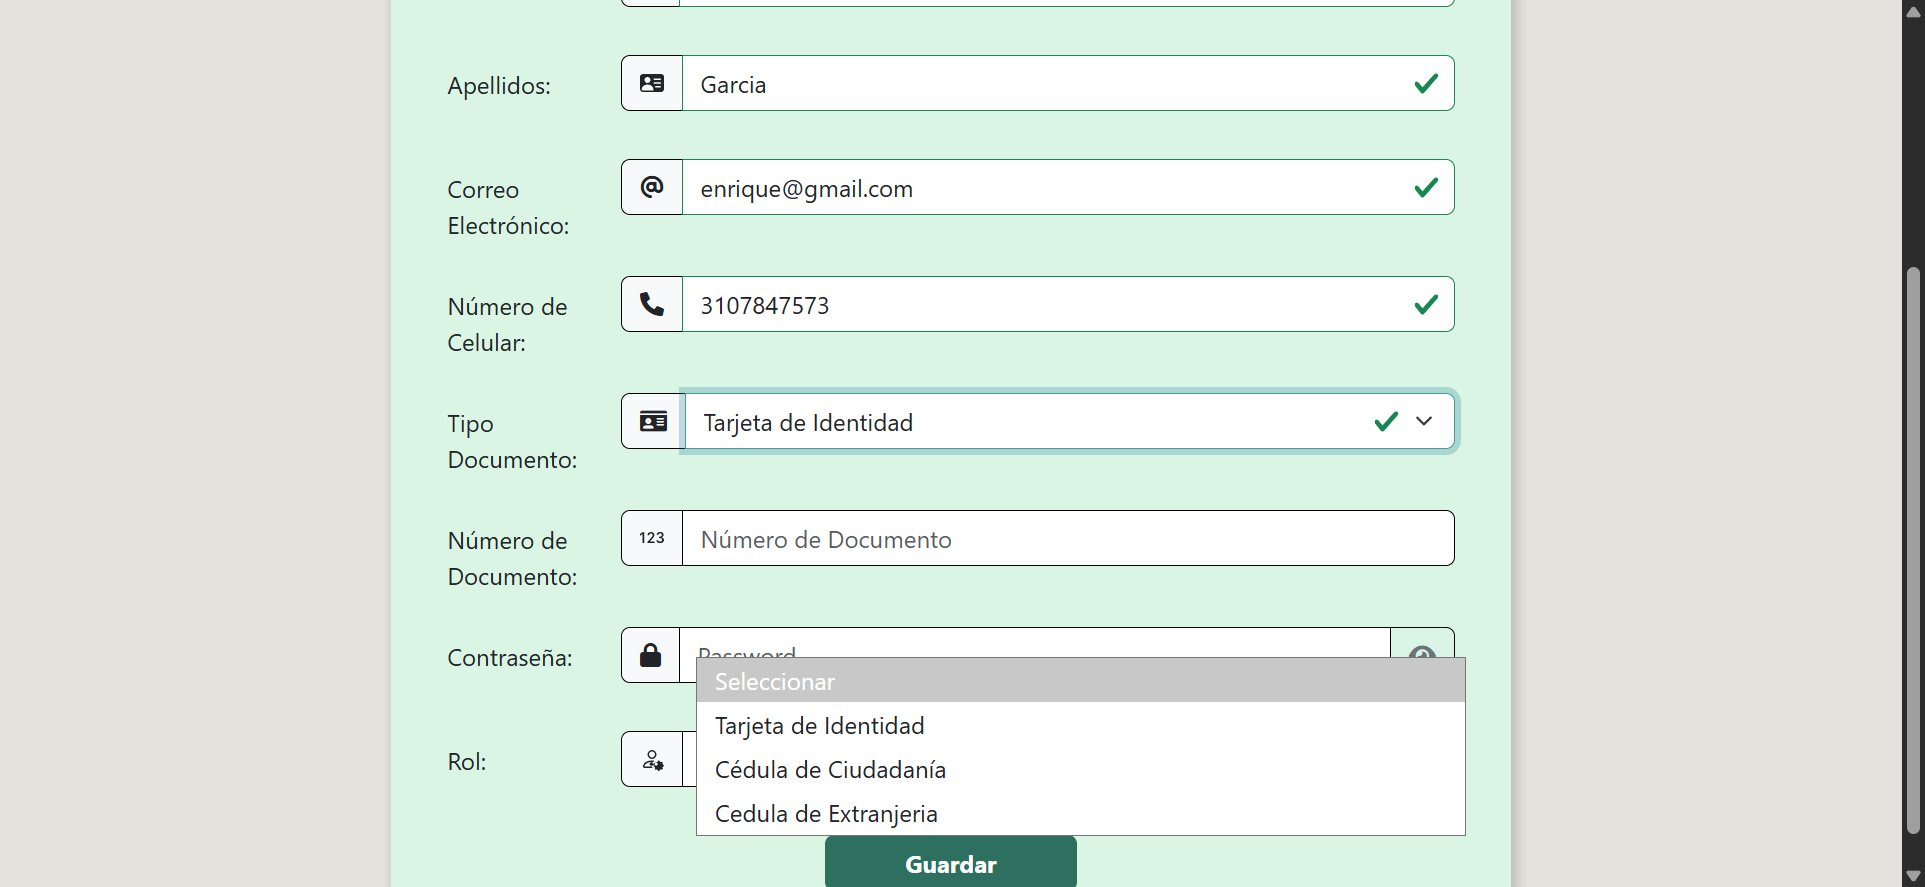 Apellidos:
Garcia
Correo
Electrónico:
enrique@gmail.com
Número de
Celular:
3107847573
Tipo
Documento:
Tarjeta de Identidad
Número de
Documento:
123
Número de Documento
Contraseña:
Password
Seleccionar
Tarjeta de Identidad
Cédula de Ciudadanía
Cedula de Extranjeria
Rol:
Guardar